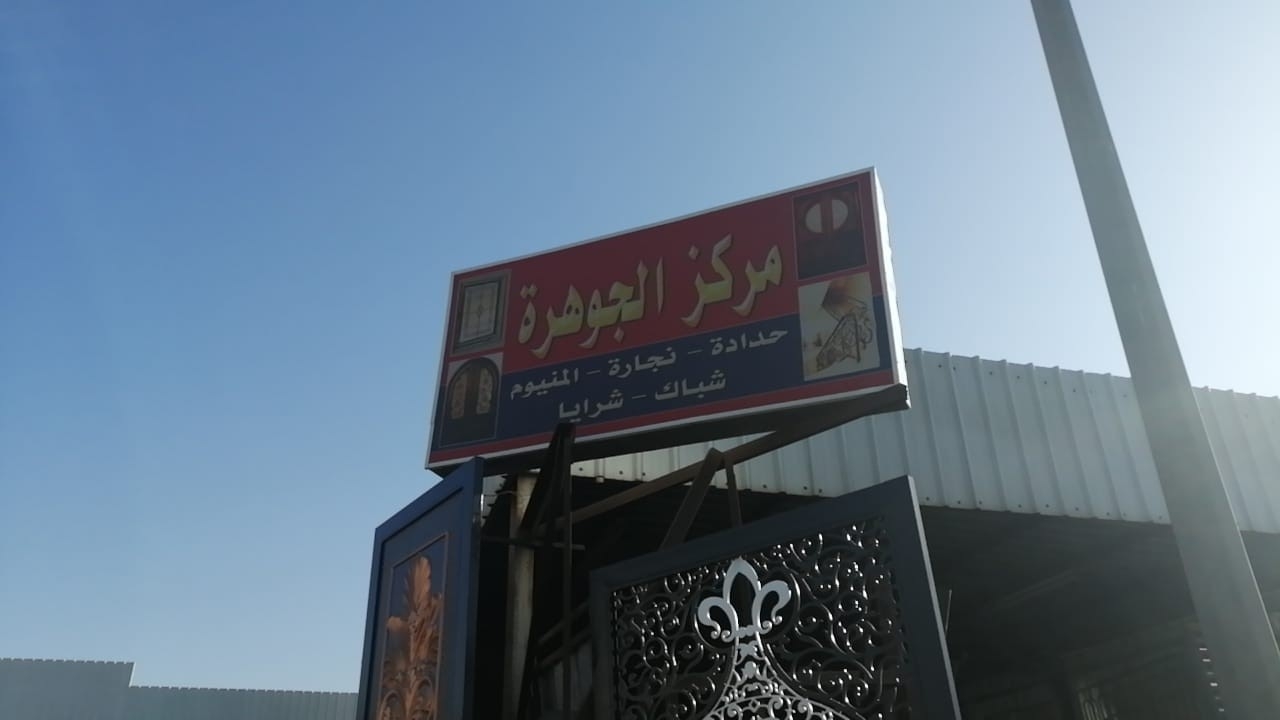 مركز الجوهرة
حدادة - نجارة - المنيوم
شباك - شرايا